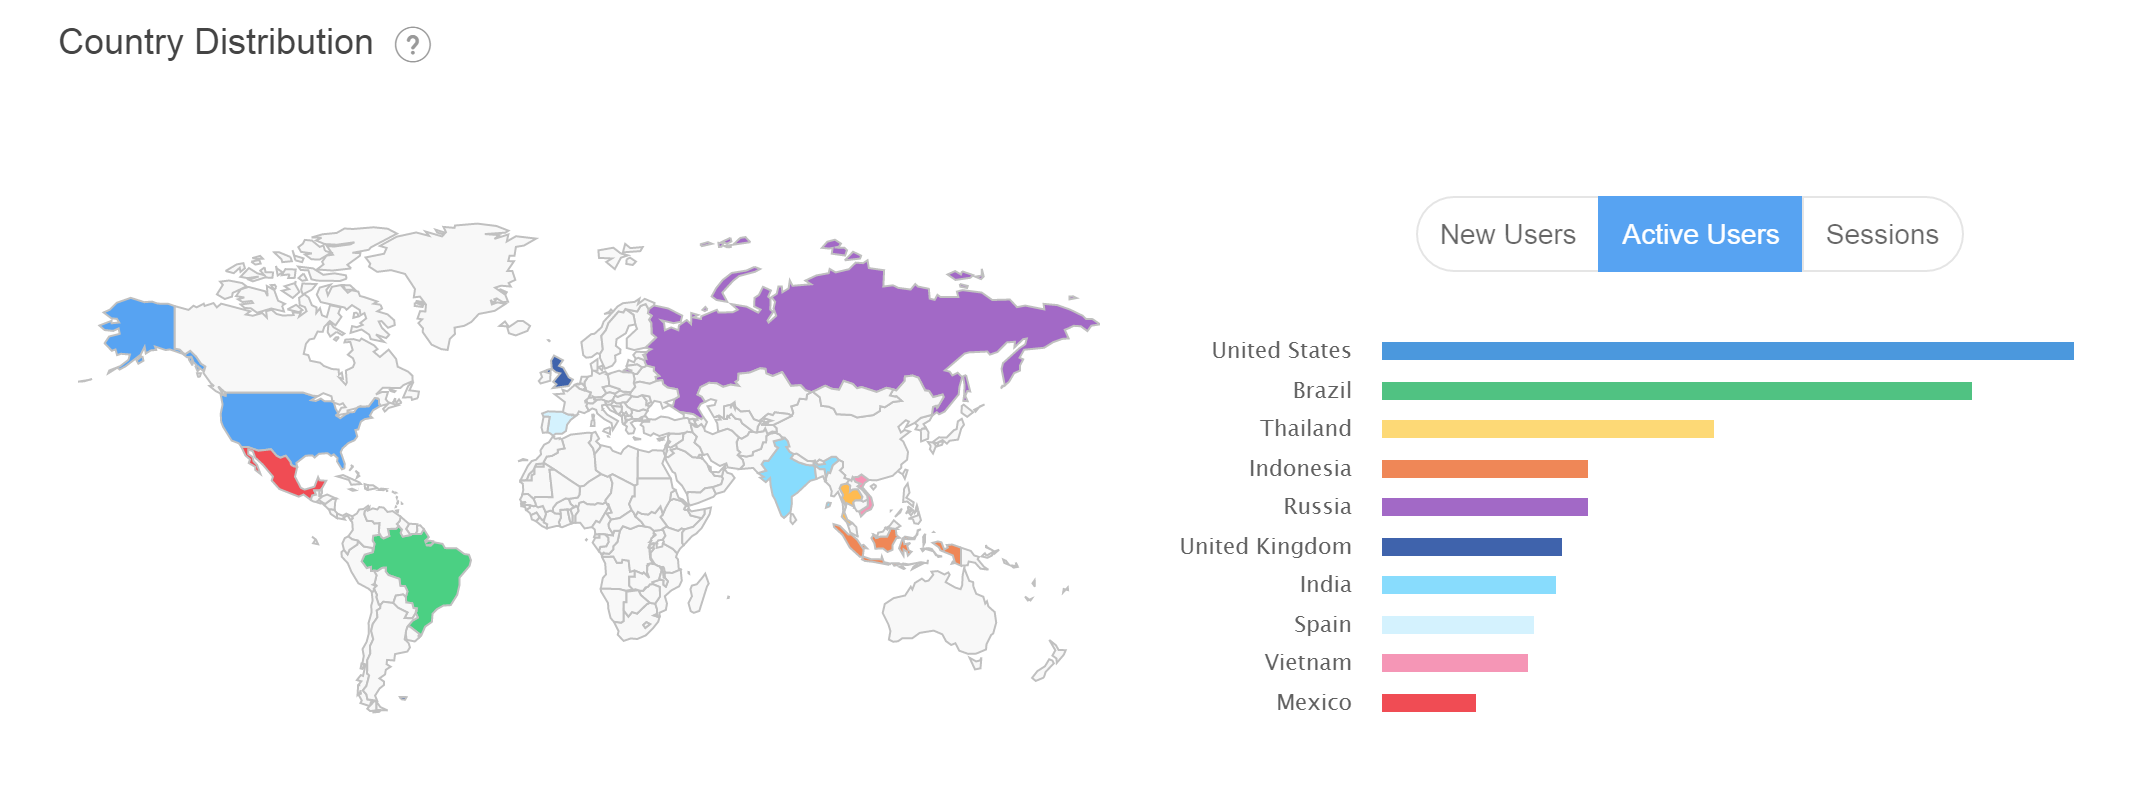 Country Distribution ?
New Users Active Users Sessions
United States
Brazil
Thailand
Indonesia
Russia
United Kingdom
India
Spain
Vietnam
Mexico